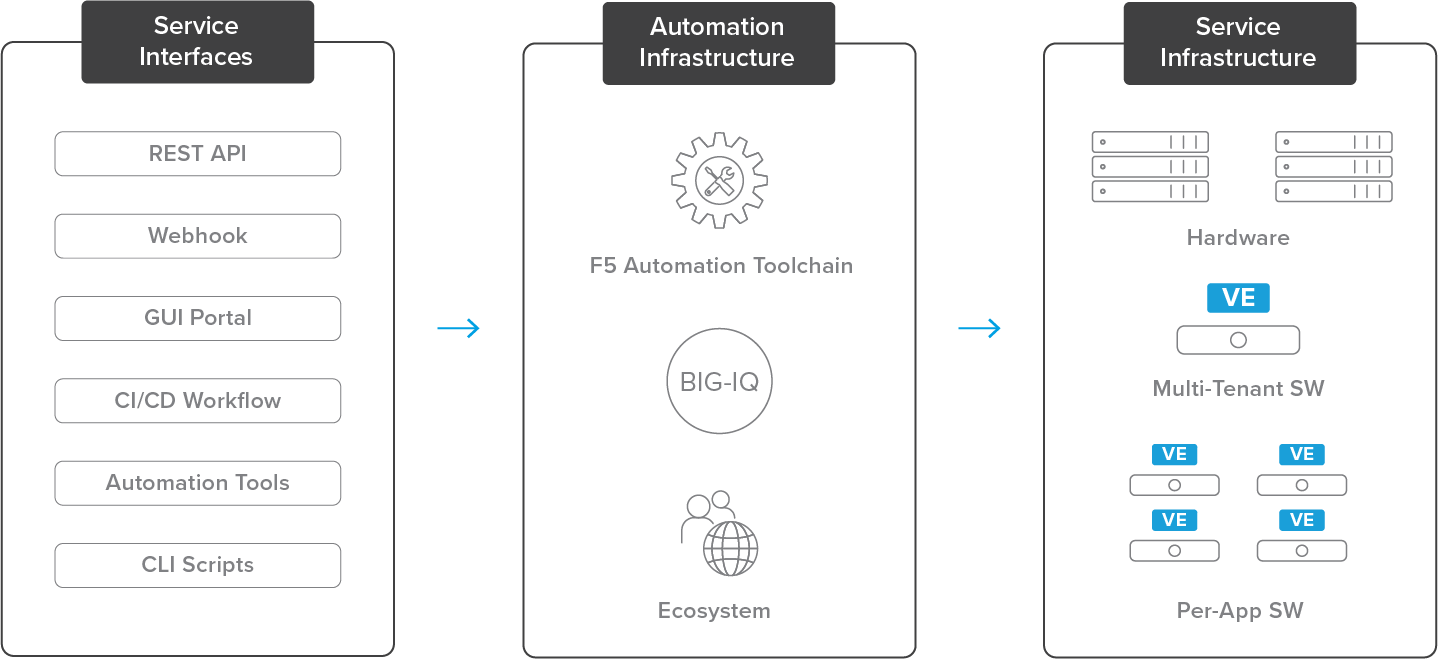 Service
Interfaces
REST API
Webhook
GUI Portal
CI/CD Workflow
Automation Tools
CLI Scripts
Automation
Infrastructure
F5 Automation Toolchain
BIG-IQ
Ecosystem
Service
Infrastructure
Hardware
VE
Multi-Tenant SW
VE VE
VE VE
Per-App SW